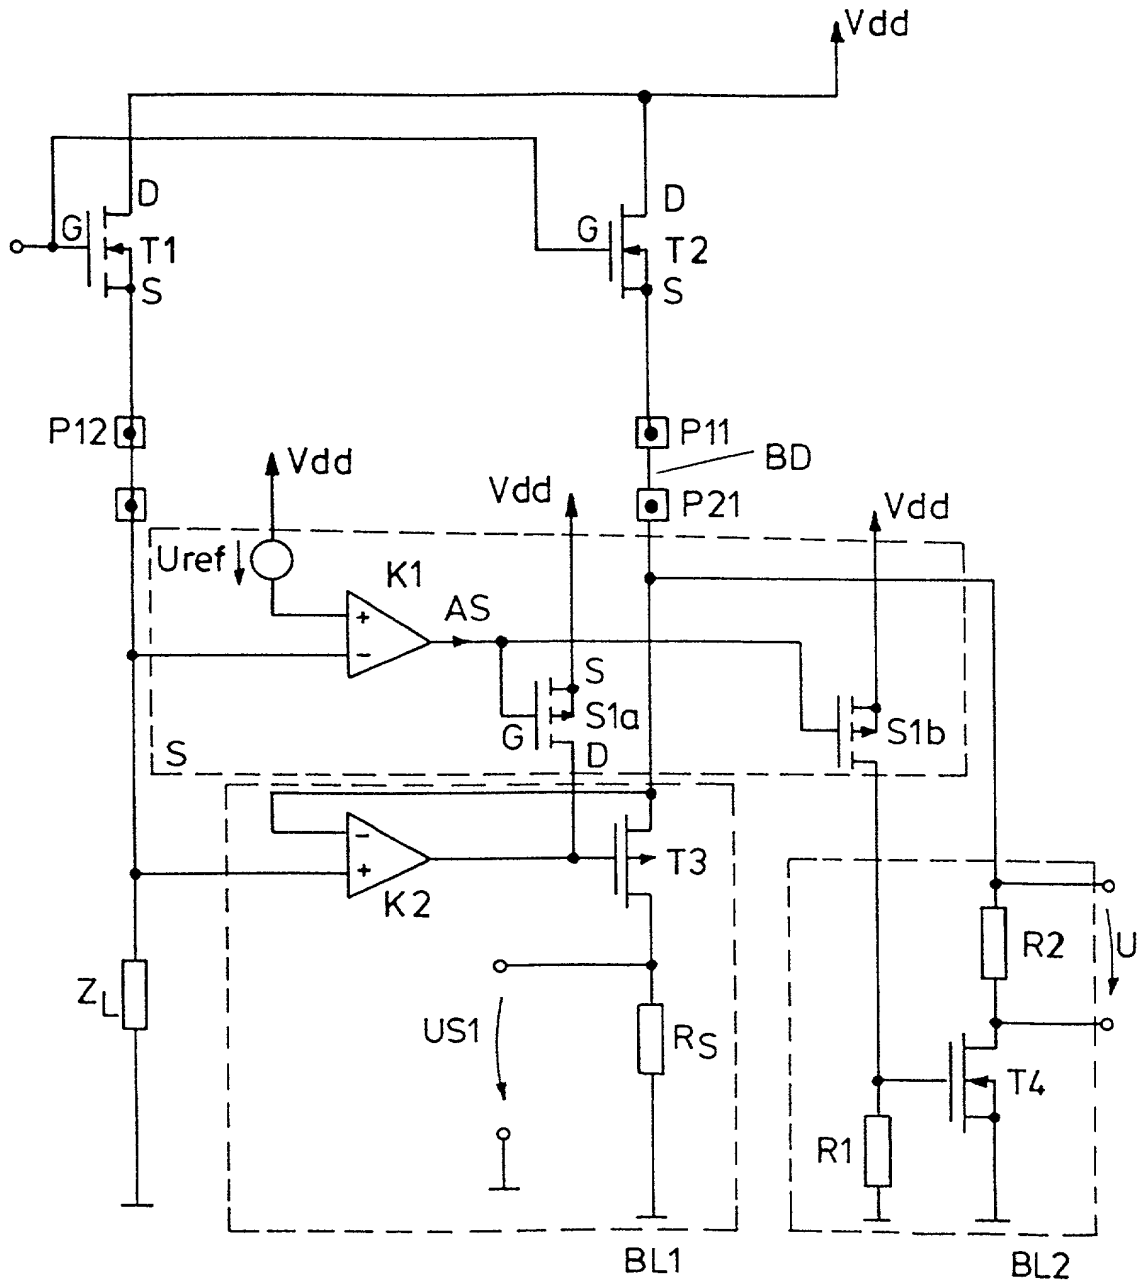 Vdd
D
D
G
T1
G
T2
S
S
P12
P11
Vdd
BD
Vdd
P21
Vdd
Uref
K1
+
AS
-
S
S1a
S1b
G
D
S
-
+
T3
K2
R2
U
ZL
US1
RS
T4
R1
BL1
BL2